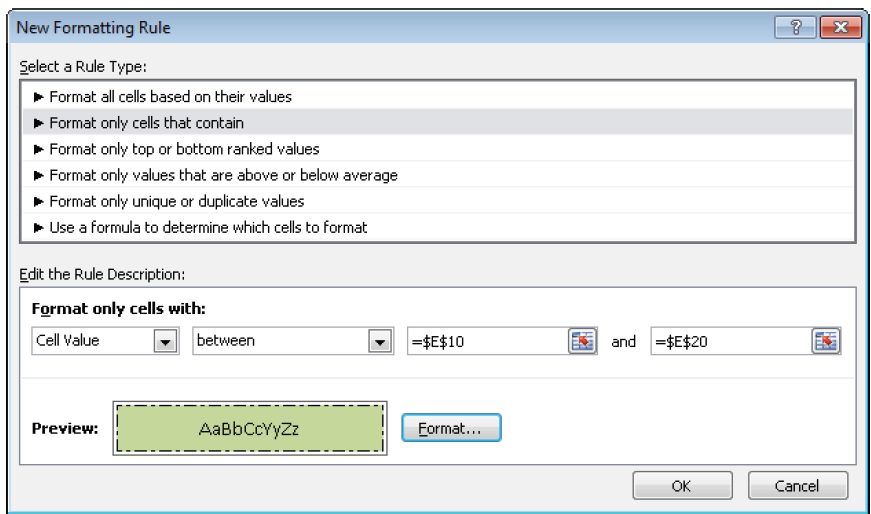 New Formatting Rule
Select a Rule Type:
► Format all cells based on their values
► Format only cells that contain
► Format only top or bottom ranked values
► Format only values that are above or below average
► Format only unique or duplicate values
► Use a formula to determine which cells to format
Edit the Rule Description:
Format only cells with:
Cell Value between =$E$10 and =$E$20
Preview: AaBbCcYyZz Format...
OK Cancel